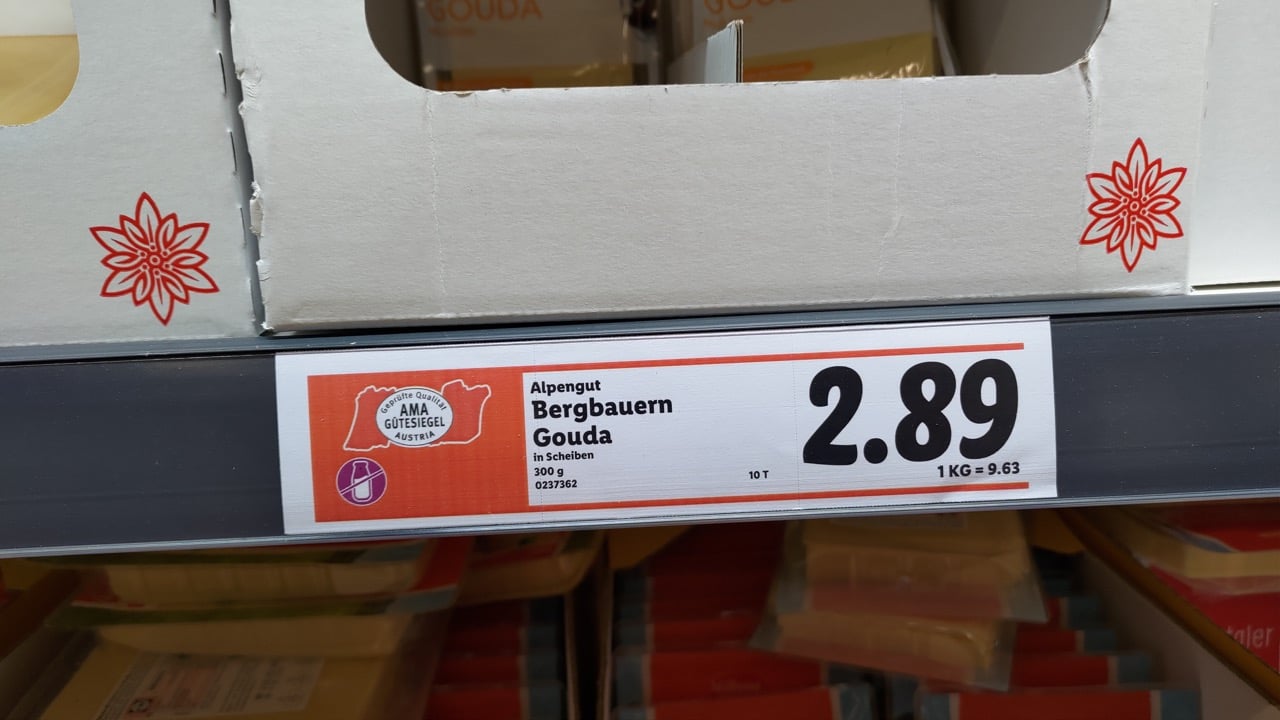 GOUDA
GOUDA
Geprüfte Qualität
AMA
GÜTESIEGEL
AUSTRIA
Alpengut
Bergbauern
Gouda
in Scheiben
300 g
0237362
10 T
2.89
1 KG = 9.63